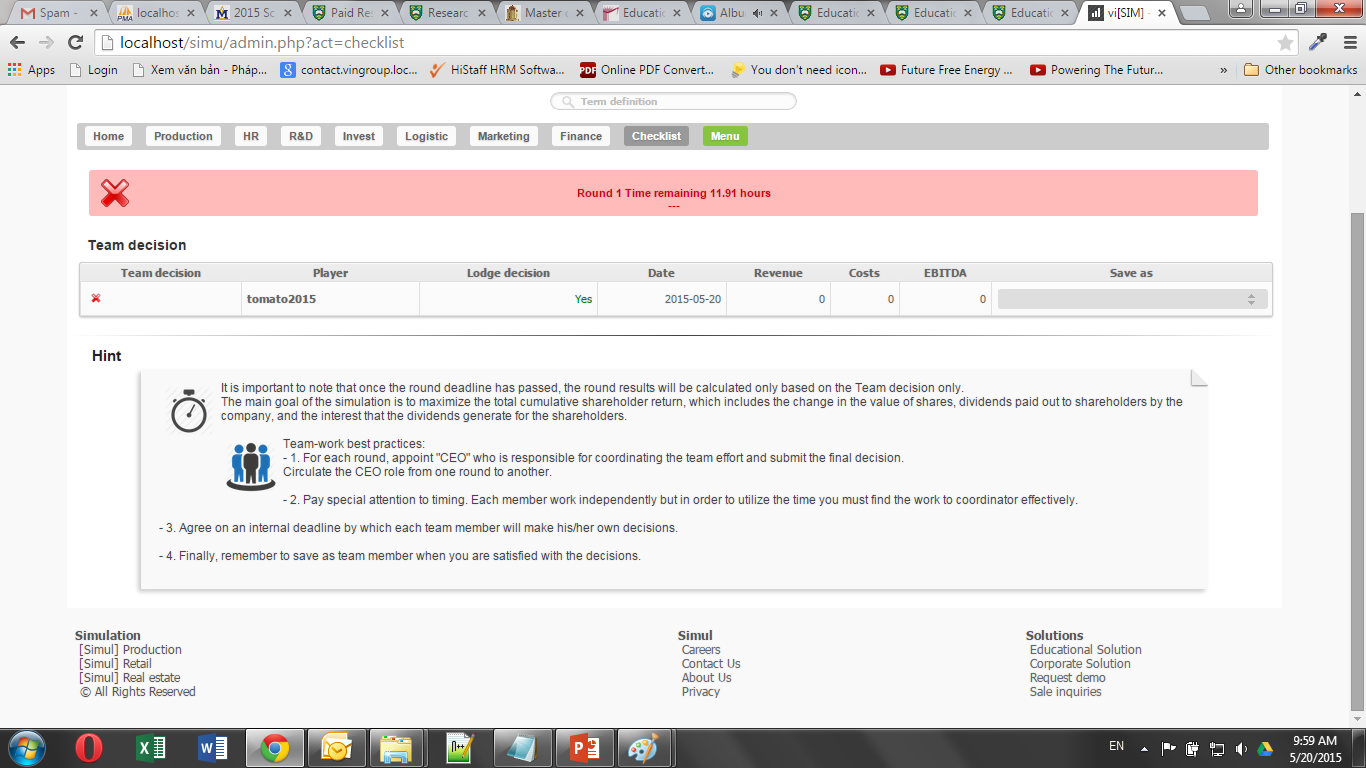 Spam -
localhos
2015 Sc
Paid Re:
Researc
Master
Educatio
Albu
Educati
Educatio
Educatio
vi[SIM] -
localhost/simu/admin.php?act=checklist
Apps
Login
Xem văn bản - Pháp...
contact.vingroup.loc...
HiStaff HRM Softwa...
Online PDF Convert...
You don't need icon...
Future Free Energy ...
Powering The Futur...
»
Other bookmarks
Term definition
Home Production HR R&D Invest Logistic Marketing Finance Checklist Menu
Round 1 Time remaining 11.91 hours
---
Team decision
Team decision Player Lodge decision Date Revenue Costs EBITDA Save as
tomato2015 Yes 2015-05-20 0 0 0
Hint
It is important to note that once the round deadline has passed, the round results will be calculated only based on the Team decision only.
The main goal of the simulation is to maximize the total cumulative shareholder return, which includes the change in the value of shares, dividends paid out to shareholders by the
company, and the interest that the dividends generate for the shareholders.
Team-work best practices:
- 1. For each round, appoint "CEO" who is responsible for coordinating the team effort and submit the final decision.
Circulate the CEO role from one round to another.
- 2. Pay special attention to timing. Each member work independently but in order to utilize the time you must find the work to coordinator effectively.
- 3. Agree on an internal deadline by which each team member will make his/her own decisions.
- 4. Finally, remember to save as team member when you are satisfied with the decisions.
Simulation
[Simul] Production
[Simul] Retail
[Simul] Real estate
© All Rights Reserved
Simul
Careers
Contact Us
About Us
Privacy
Solutions
Educational Solution
Corporate Solution
Request demo
Sale inquiries
EN
9:59 AM
5/20/2015